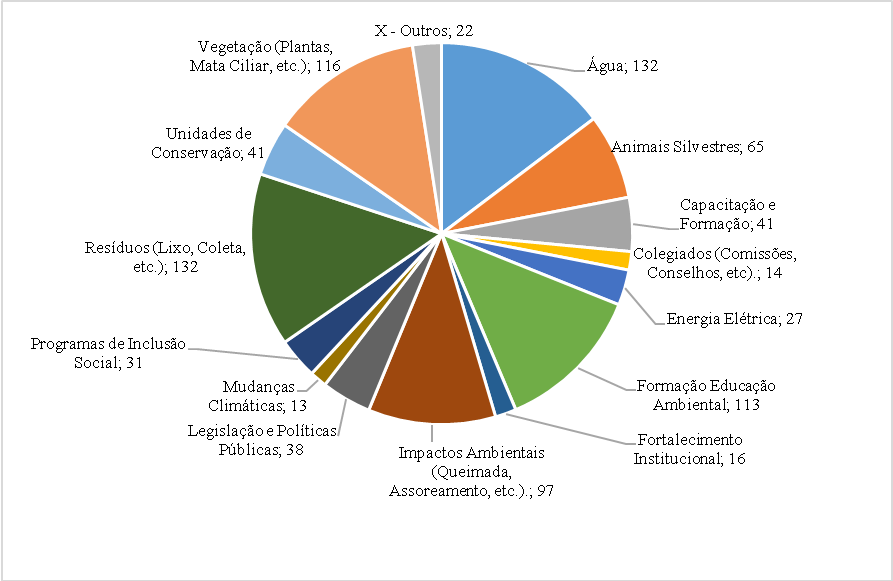 X - Outros; 22
Água; 132
Animais Silvestres; 65
Capacitação e
Formação; 41
Colegiados (Comissões,
Conselhos, etc).; 14
Energia Elétrica; 27
Formação Educação
Ambiental; 113
Fortalecimento
Institucional; 16
Impactos Ambientais
(Queimada,
Assoreamento, etc.).; 97
Legislação e Políticas
Públicas; 38
Mudanças
Climáticas; 13
Programas de Inclusão
Social; 31
Resíduos (Lixo, Coleta,
etc.); 132
Unidades de
Conservação; 41
Vegetação (Plantas,
Mata Ciliar, etc.); 116